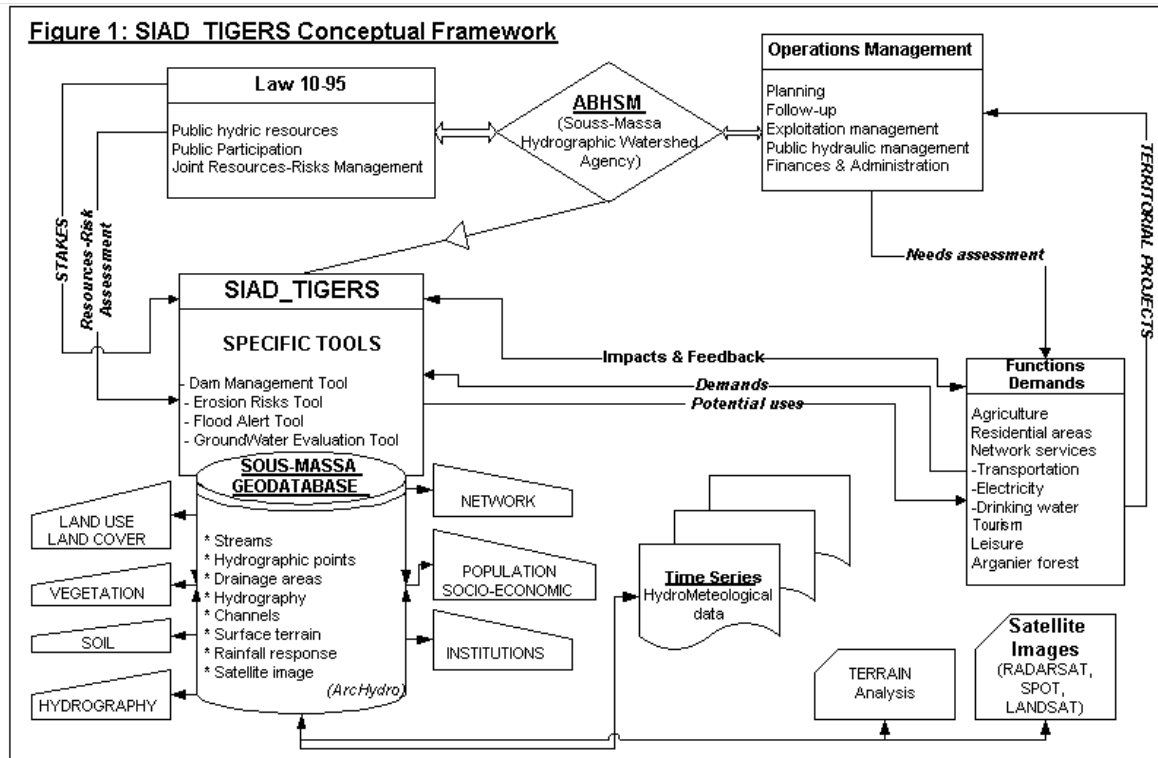 Figure 1: SIAD_TIGERS Conceptual Framework
Law 10-95
Public hydric resources
Public Participation
Joint Resources-Risks Management
ABHSM
(Souss-Massa
Hydrographic Watershed
Agency)
Operations Management
Planning
Follow-up
Exploitation management
Public hydraulic management
Finances & Administration
STAKES
Resources-Risk
Assessment
Needs assessment
TERRITORIAL PROJECTS
SIAD_TIGERS
SPECIFIC TOOLS
- Dam Management Tool
- Erosion Risks Tool
- Flood Alert Tool
- GroundWater Evaluation Tool
Impacts & Feedback
Demands
Potential uses
Functions
Demands
Agriculture
Residential areas
Network services
-Transportation
-Electricity
-Drinking water
Tourism
Leisure
Arganier forest
SOUS-MASSA
GEODATABASE
* Streams
* Hydrographic points
* Drainage areas
* Hydrography
* Channels
* Surface terrain
* Rainfall response
* Satellite image
(ArcHydro)
LAND USE
LAND COVER
VEGETATION
SOIL
HYDROGRAPHY
NETWORK
POPULATION
SOCIO-ECONOMIC
INSTITUTIONS
Time Series
HydroMeteological
data
TERRAIN
Analysis
Satellite
Images
(RADARSAT,
SPOT,
LANDSAT)